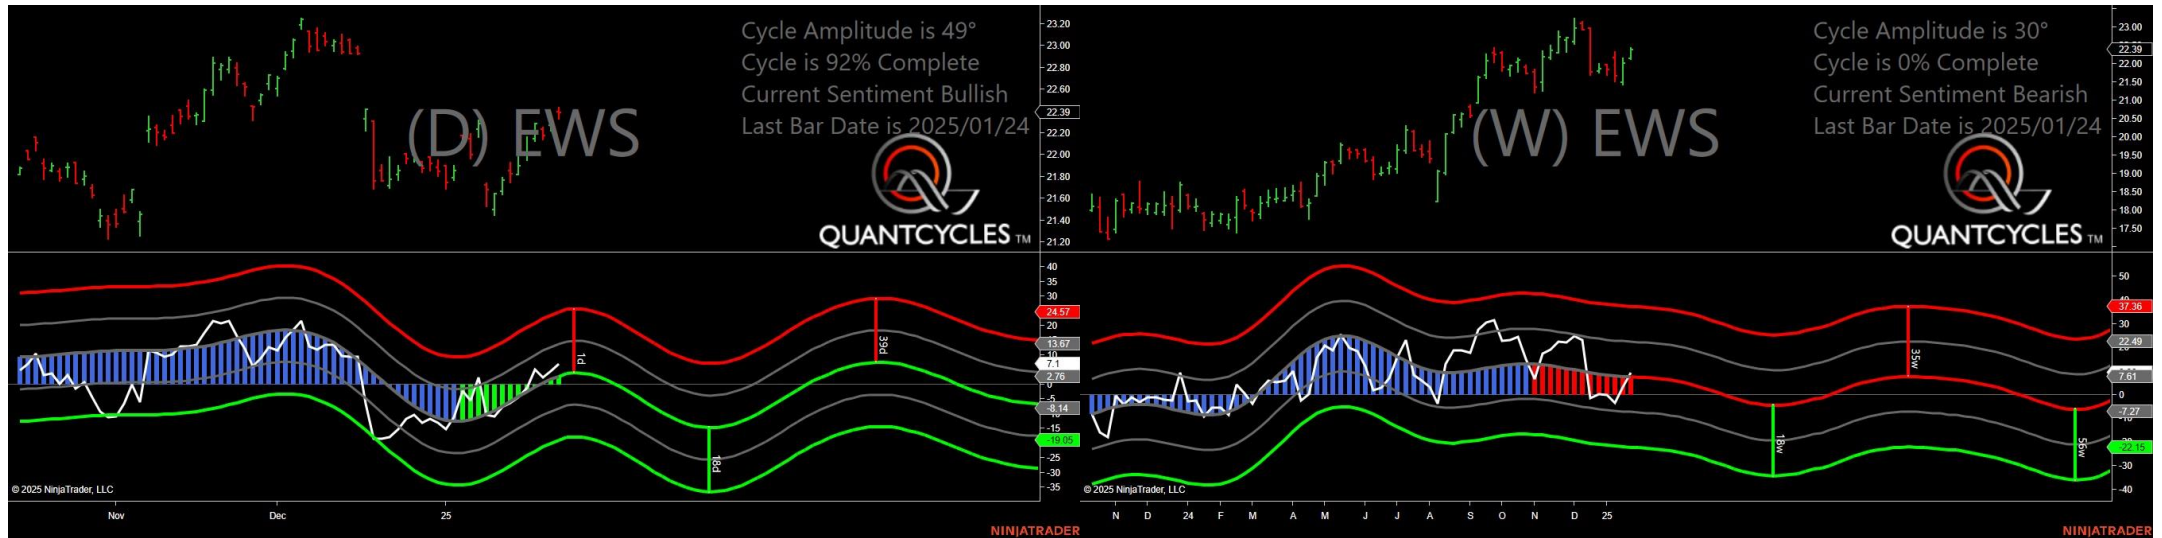 Cycle Amplitude is 49°
Cycle is 92% Complete
Current Sentiment Bullish
Last Bar Date is 2025/01/24
(D) EWS
QUANTCYCLES TM
23.20
23.00
22.80
22.60
22.39
22.20
22.00
21.80
21.60
21.40
21.20
40
35
30
24.57
20
13.67
10
7.1
2.76
-5
-8.14
-15
-19.05
-25
-30
-35
1d
18d
39d
© 2025 NinjaTrader, LLC
Nov
Dec
25
NINJATRADER
Cycle Amplitude is 30°
Cycle is 0% Complete
Current Sentiment Bearish
Last Bar Date is 2025/01/24
(W) EWS
QUANTCYCLES TM
23.00
22.39
22.00
21.50
21.00
20.50
20.00
19.50
19.00
18.50
18.00
17.50
50
37.36
30
22.49
7.61
0
-7.27
-22.15
-30
-40
18w
35w
56w
© 2025 NinjaTrader, LLC
N D 24 F M A M J J A S O N D 25
NINJATRADER